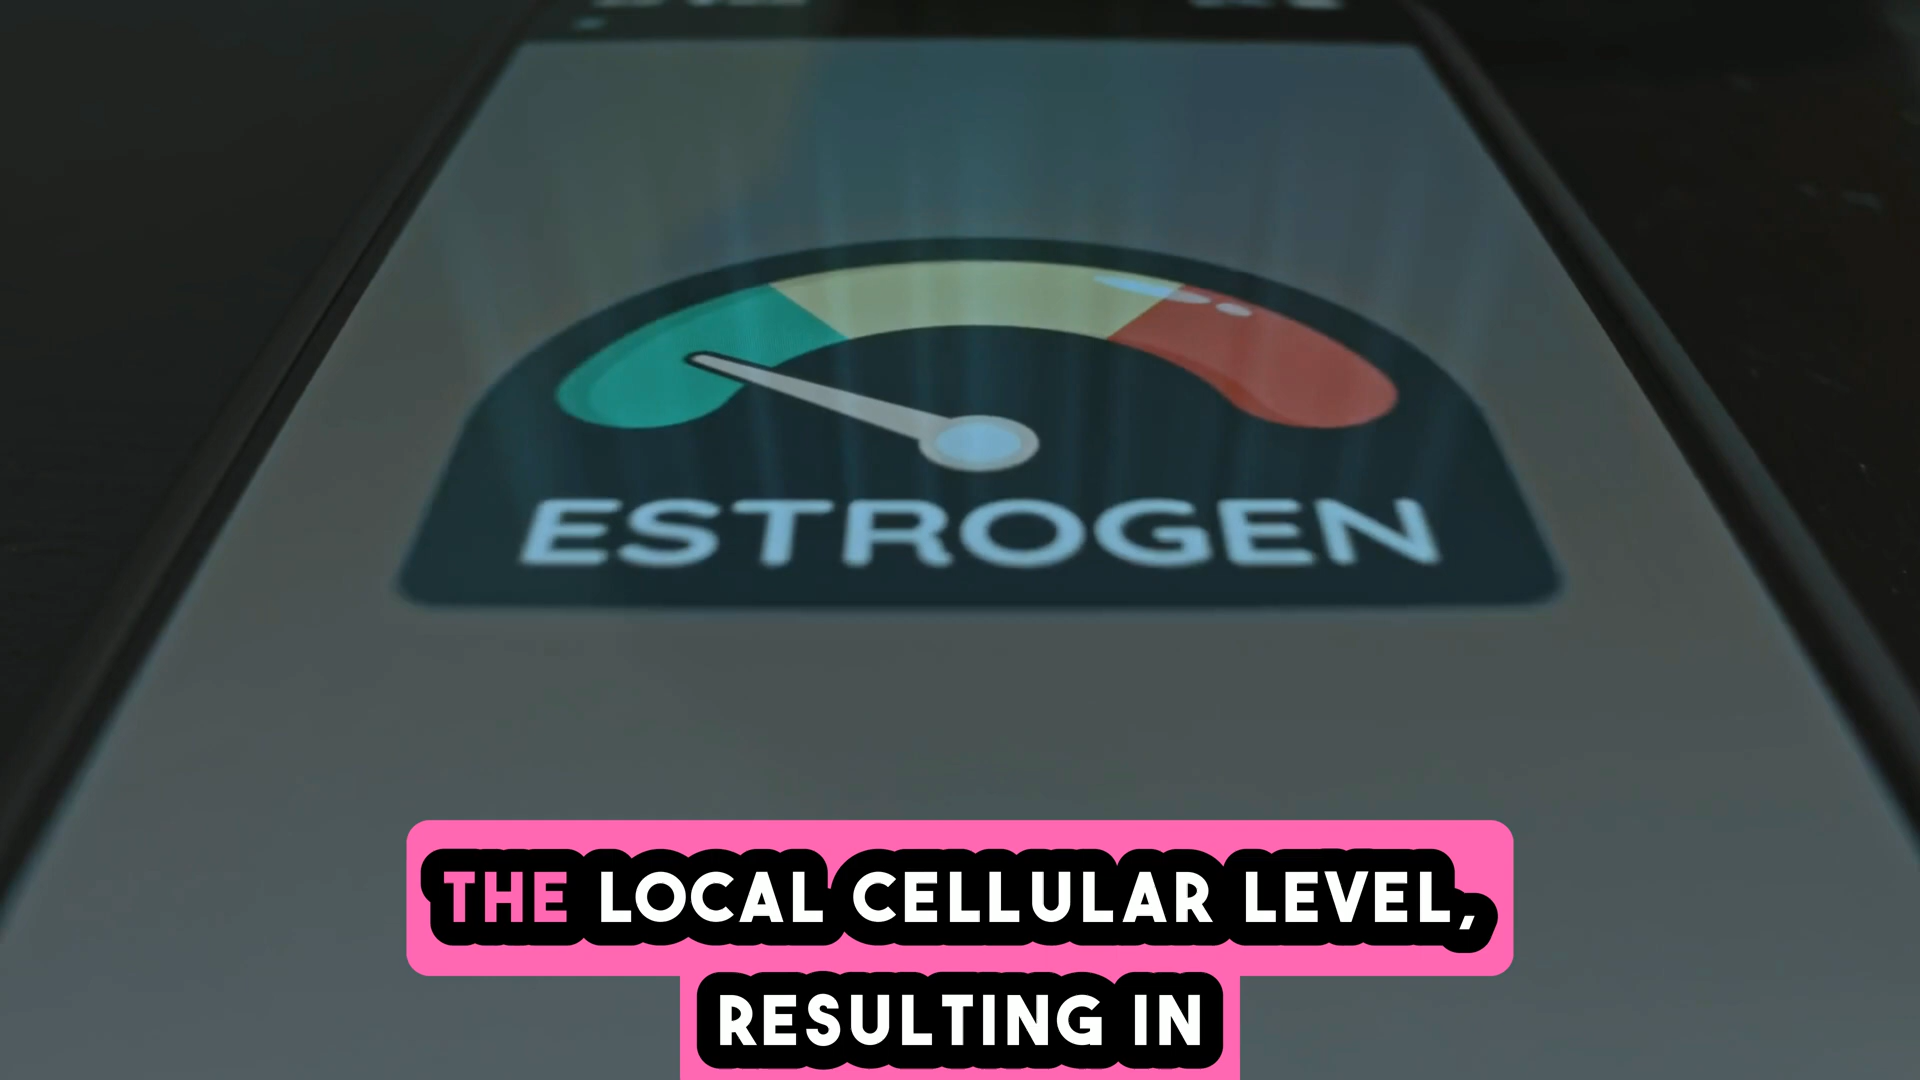 ESTROGEN
THE LOCAL CELLULAR LEVEL,
RESULTING IN